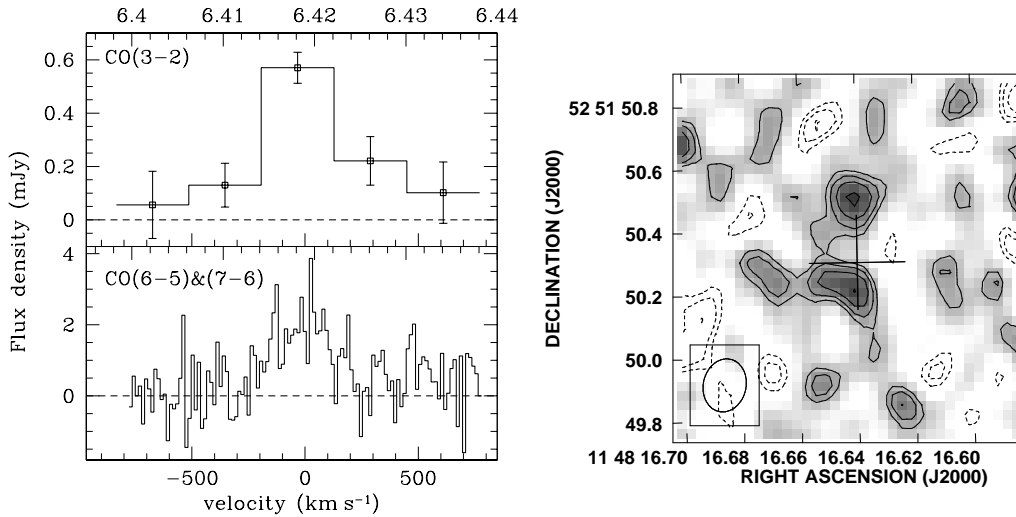 6.4 6.41 6.42 6.43 6.44
CO(3−2)
0.6
0.4
0.2
0
Flux density (mJy)
CO(6−5)&(7−6)
4
2
0
−500 0 500
velocity (km s⁻¹)
52 51 50.8
50.6
50.4
50.2
50.0
49.8
DECLINATION (J2000)
11 48 16.70 16.68 16.66 16.64 16.62 16.60
RIGHT ASCENSION (J2000)